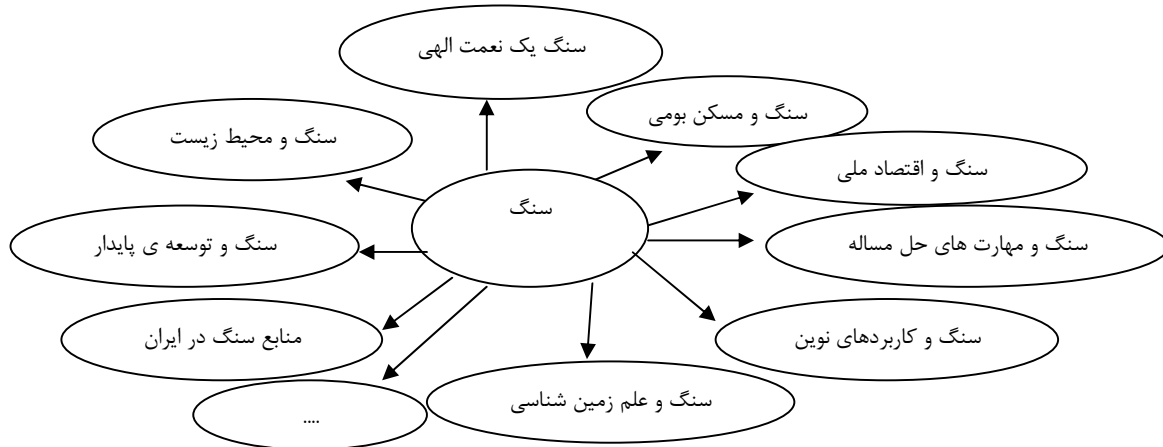 سنگ یک نعمت الهی
سنگ و مسکن بومی
سنگ و محیط زیست
سنگ و اقتصاد ملی
سنگ
سنگ و توسعه ی پایدار
سنگ و مهارت های حل مساله
منابع سنگ در ایران
سنگ و کاربردهای نوین
سنگ و علم زمین شناسی
....